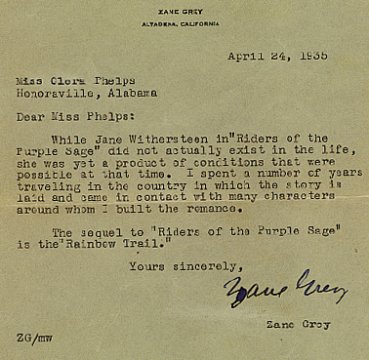 ZANE GREY
ALTADENA, CALIFORNIA
April 24, 1935
Miss Clara Phelps
Honoraville, Alabama
Dear Miss Phelps:
While Jane Withersteen in "Riders of the
Purple Sage" did not actually exist in the life,
she was yet a product of conditions that were
possible at that time. I spent a number of years
traveling in the country in which the story is
laid and came in contact with many characters
around whom I built the romance.
The sequel to "Riders of the Purple Sage"
is the "Rainbow Trail."
Yours sincerely,
Zane Grey
Zane Grey
ZG/mw